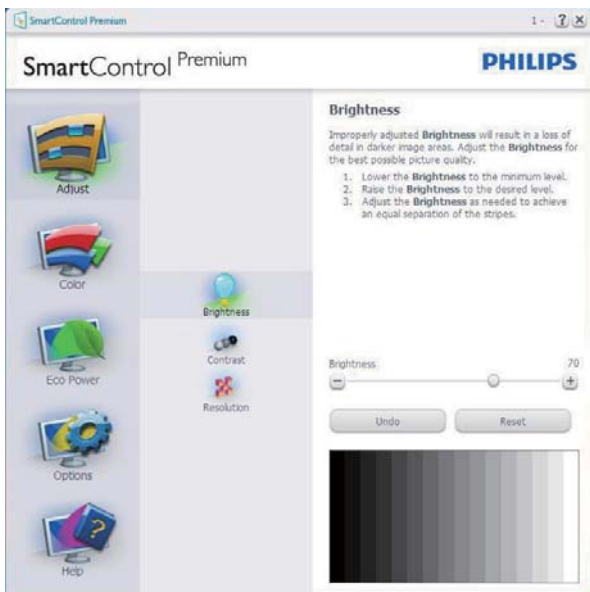 SmartControl Premium
1 - ? X
SmartControl Premium
PHILIPS
Adjust
Color
Eco Power
Options
?
Help
Brightness
Contrast
Resolution
Brightness
Improperly adjusted Brightness will result in a loss of
detail in darker image areas. Adjust the Brightness for
the best possible picture quality.
1. Lower the Brightness to the minimum level.
2. Raise the Brightness to the desired level.
3. Adjust the Brightness as needed to achieve
an equal separation of the stripes.
Brightness 70
Undo Reset